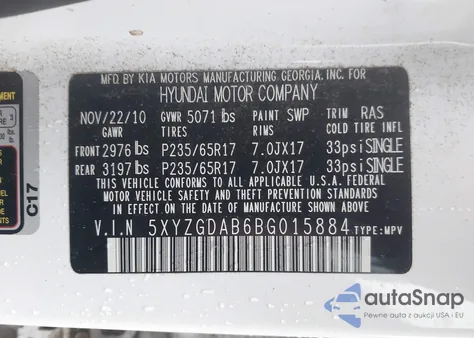 MFD. BY KIA MOTORS MANUFACTURING GEORGIA, INC. FOR
HYUNDAI MOTOR COMPANY
NOV/22/10 GVWR 5071 lbs PAINT SWP TRIM RAS
GAWR TIRES RIMS COLD TIRE INFL
FRONT 2976 lbs P235/65R17 7.0JX17 33psi SINGLE
REAR 3197 lbs P235/65R17 7.0JX17 33psi SINGLE
THIS VEHICLE CONFORMS TO ALL APPLICABLE U.S.A. FEDERAL
MOTOR VEHICLE SAFETY, BUMPER, AND THEFT PREVENTION
STANDARDS IN EFFECT ON THE DATE OF MANUFACTURE SHOWN ABOVE.
V.I.N 5XYZGDAB6BG015884 TYPE:MPV
C17
autaSnap
Pewne auta z aukcji USA i EU